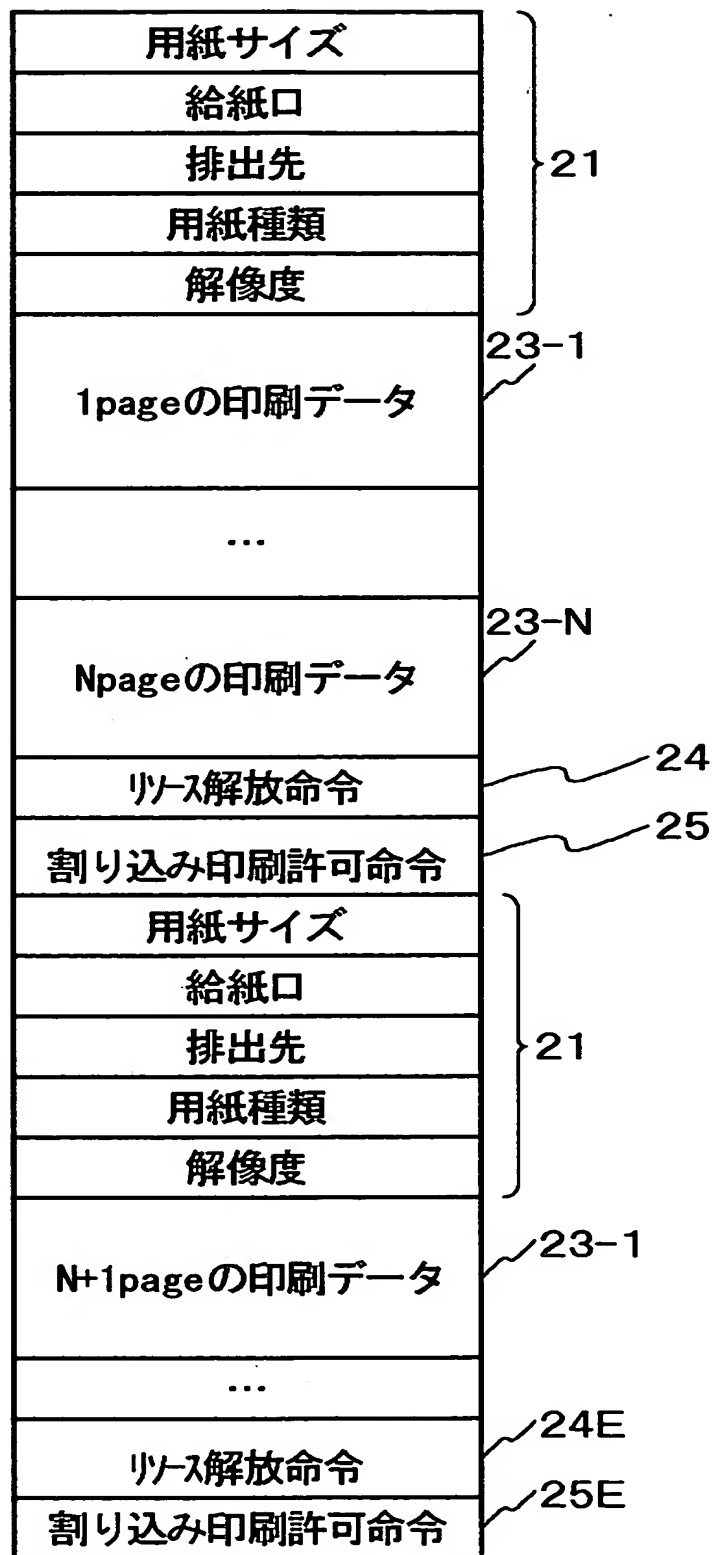 用紙サイズ
給紙口
排出先
用紙種類
解像度
21
23-1
1pageの印刷データ
...
23-N
Npageの印刷データ
リソース解放命令
24
割り込み印刷許可命令
25
用紙サイズ
給紙口
排出先
用紙種類
解像度
21
N+1pageの印刷データ
23-1
...
リソース解放命令
24E
割り込み印刷許可命令
25E